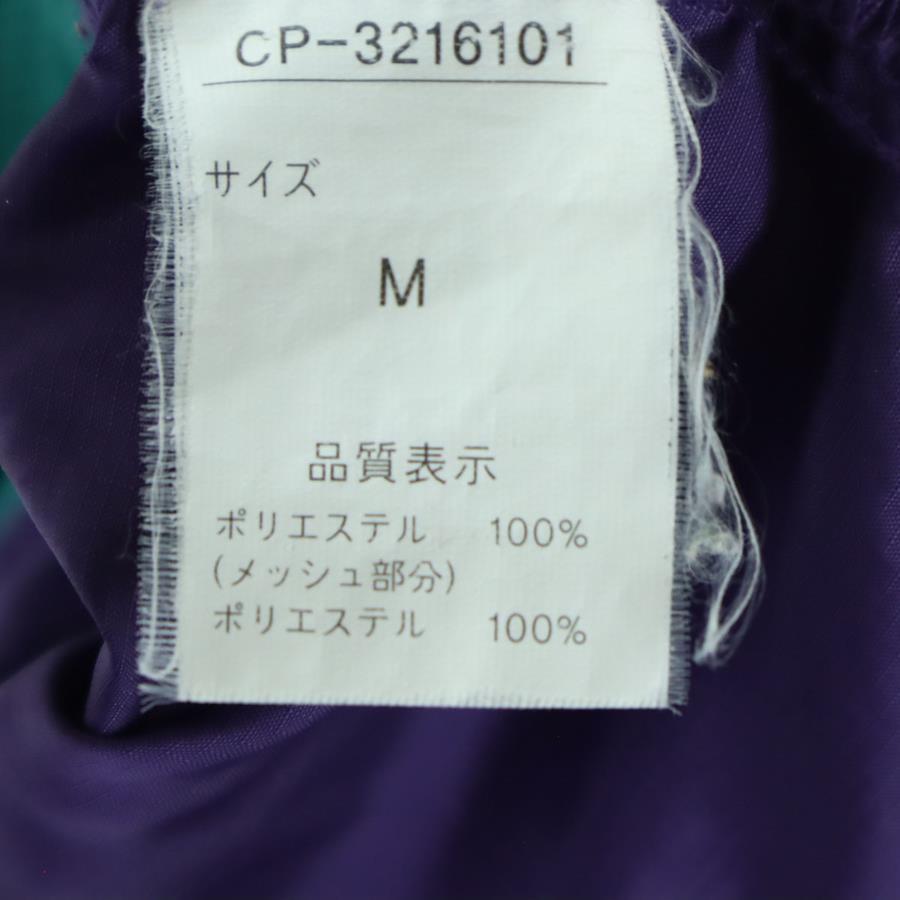 CP-3216101
サイズ
M
品質表示
ポリエステル 100%
(メッシュ部分)
ポリエステル 100%